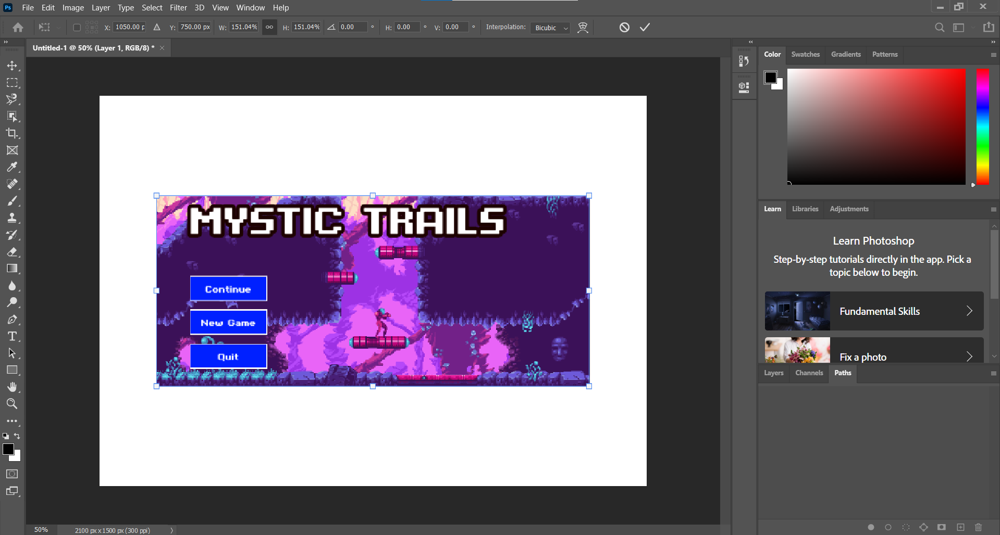 Ps File Edit Image Layer Type Select Filter 3D View Window Help
X: 1050.00 p Y: 750.00 px W: 151.04% H: 151.04% 0.00 ° H: 0.00 ° V: 0.00 ° Interpolation: Bicubic
Untitled-1 @ 50% (Layer 1, RGB/8) *
Color Swatches Gradients Patterns
MYSTIC TRAILS
Continue
New Game
Quit
Learn Libraries Adjustments
Learn Photoshop
Step-by-step tutorials directly in the app. Pick a
topic below to begin.
Fundamental Skills
Fix a photo
Layers Channels Paths
50% 2100 px x 1500 px (300 ppi)